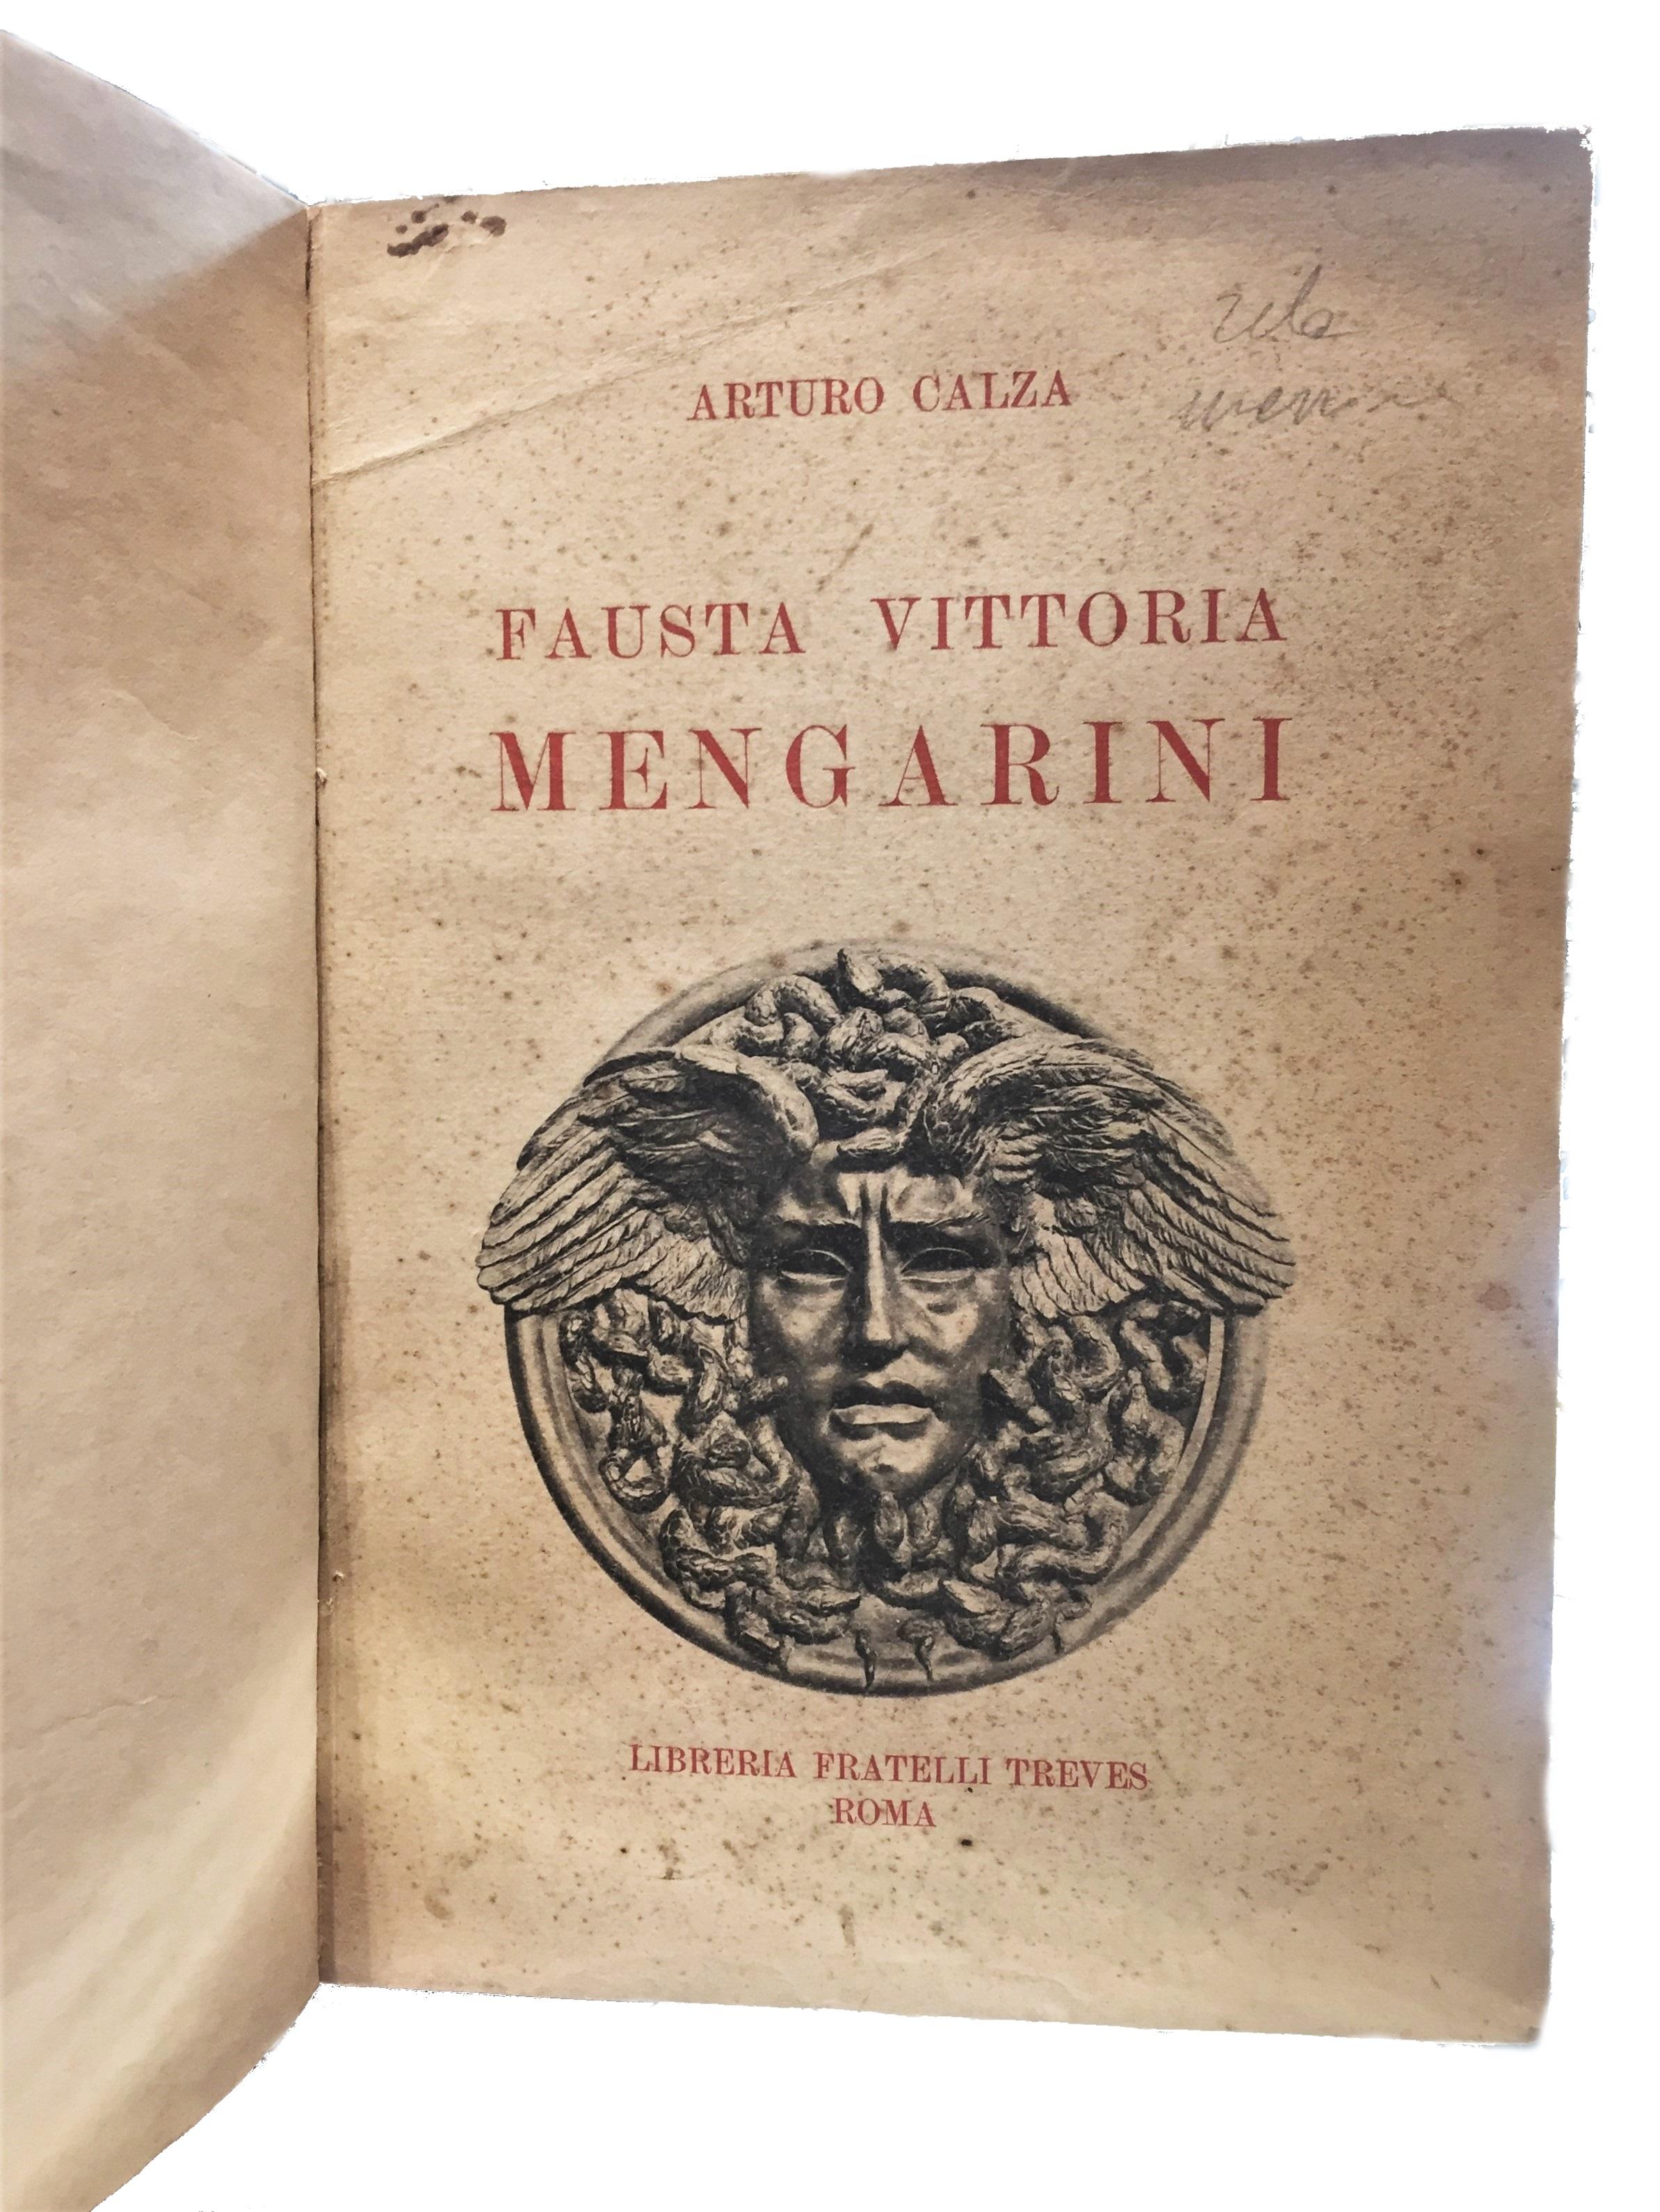 ARTURO CALZA
FAUSTA VITTORIA
MENGARINI
LIBRERIA FRATELLI TREVES
ROMA